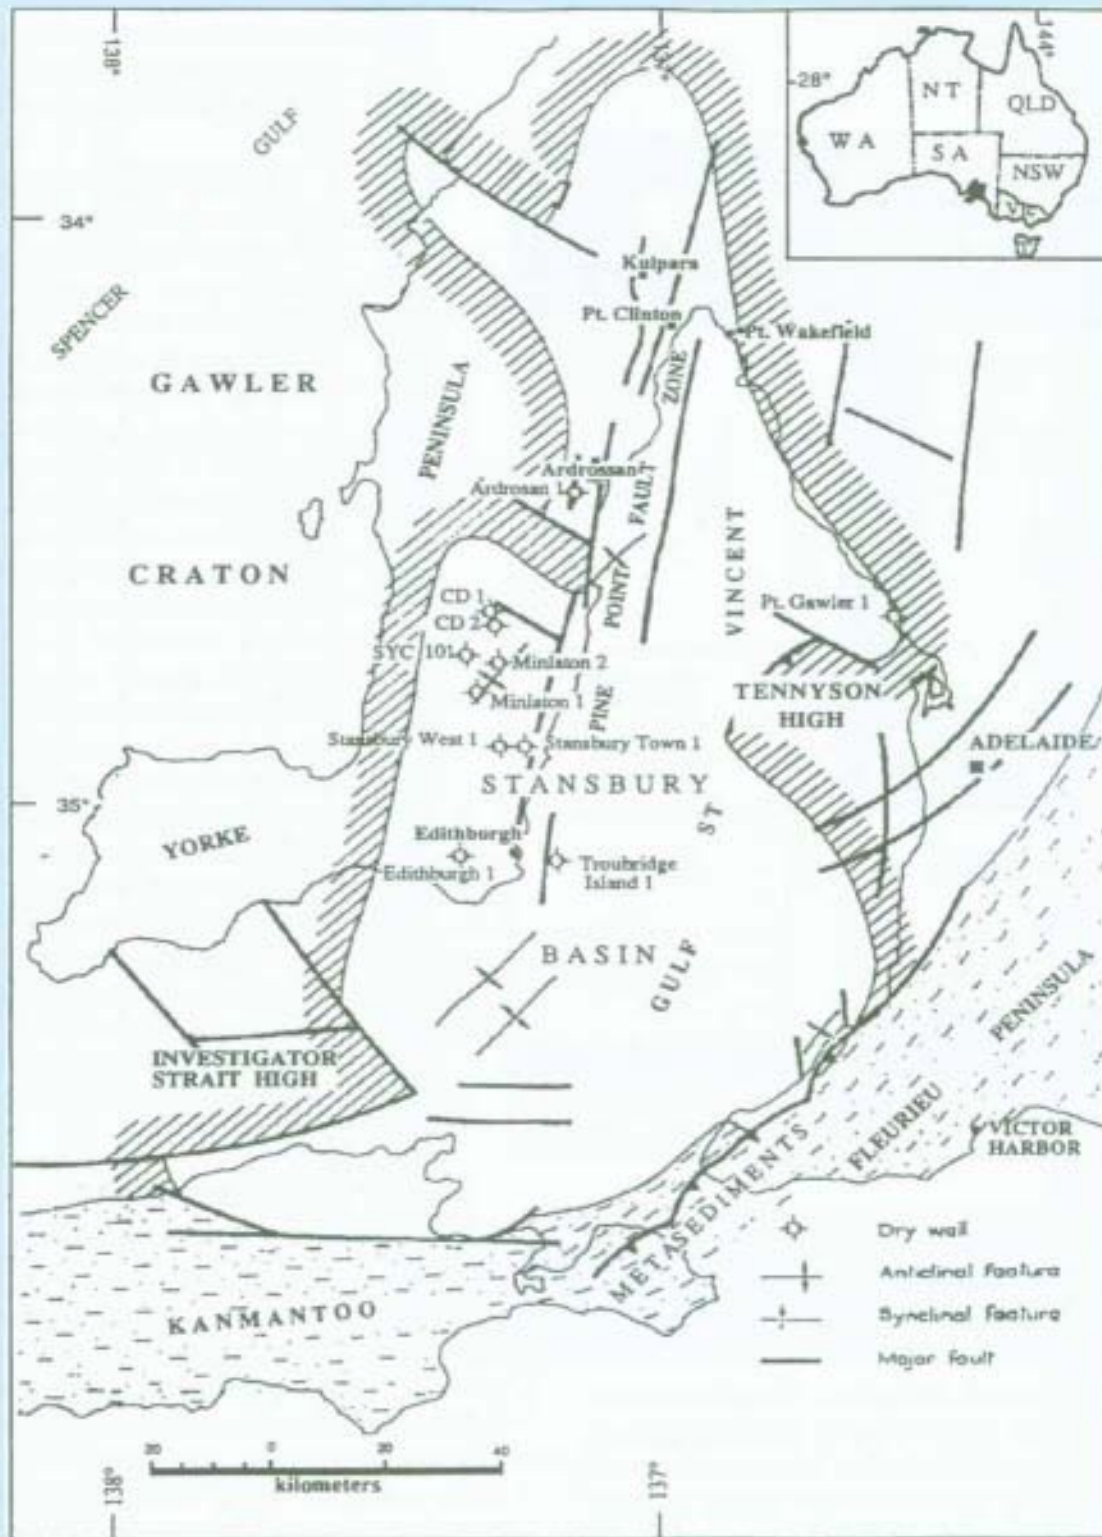 138°
144°
28°
NT
QLD
WA
SA
NSW
GULF
34°
SPENCER
Kulpara
Pt. Clinton
Pt. Wakefield
GAWLER
PENINSULA
ZONE
Ardrossan
Ardrosan 1
FAULT
VINCENT
CRATON
CD 1
CD 2
POINT
Pt. Gawler 1
SYC 101
Minlaton 2
Minlaton 1
PINE
TENNYSON
HIGH
Stansbury West 1
Stansbury Town 1
ADELAIDE
STANSBURY
35°
ST
YORKE
Edithburgh
Edithburgh 1
Troubridge
Island 1
BASIN
GULF
PENINSULA
INVESTIGATOR
STRAIT HIGH
FLEURIEU
VICTOR
HARBOR
METASEDIMENTS
KANMANTOO
Dry wall
Anticlinal Feature
Synclinal Feature
Major fault
20 0 20 40
kilometers
138°
137°